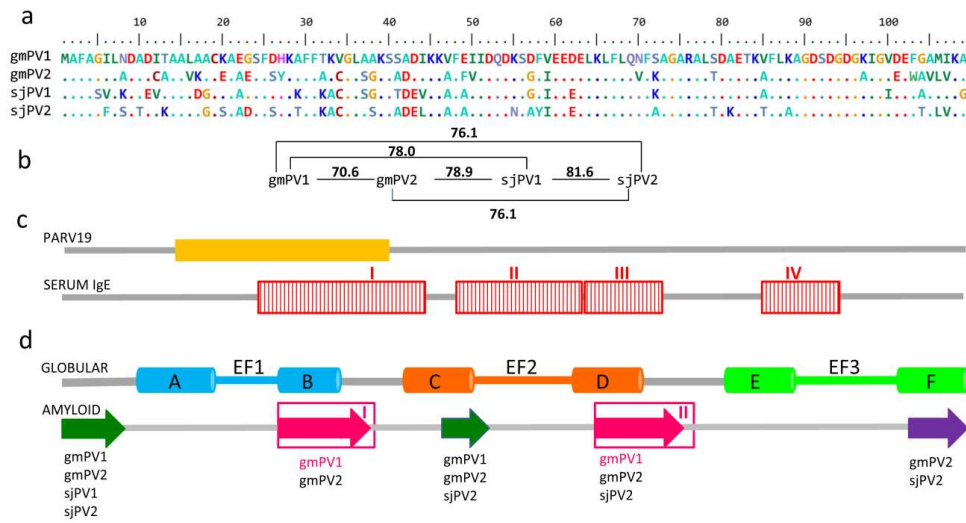 a
10 20 30 40 50 60 70 80 90 100
gmPV1 MAFAGILNDADITAALAACKAEGSFDHKAFFTKVGLAAKSSADIKKVFEIIDQDKSDFVEEDELKLFLQNFSAGARALSDAETKVFLKAGDSDGDGKIGVDEFGAMIKA
gmPV2 .......A...CA..VK..E.AE..SY......C..SG..AD.....A.F......G.I..E.......V.K......T.....A...........A...E.WAVLV..
sjPV1 ....SV.K..EV....DG...A......K..KAC..SG..TDEV...A.A......G.I..E.........A............T..............I..A.....G
sjPV2 .....F.S.T..K....G.S.AD..S..T..KAC..S...ADEL...A.A....N.AYI..E.........A......T.K...T..A...............T.LV..
b
76.1
78.0
gmPV1 70.6 gmPV2 78.9 sjPV1 81.6 sjPV2
76.1
c
PARV19
SERUM IgE I II III IV
d
GLOBULAR A EF1 B C EF2 D E EF3 F
AMYLOID I II
gmPV1 gmPV1 gmPV1 gmPV1 gmPV2
gmPV2 gmPV2 gmPV2 gmPV2 sjPV2
sjPV1 sjPV2 sjPV2
sjPV2